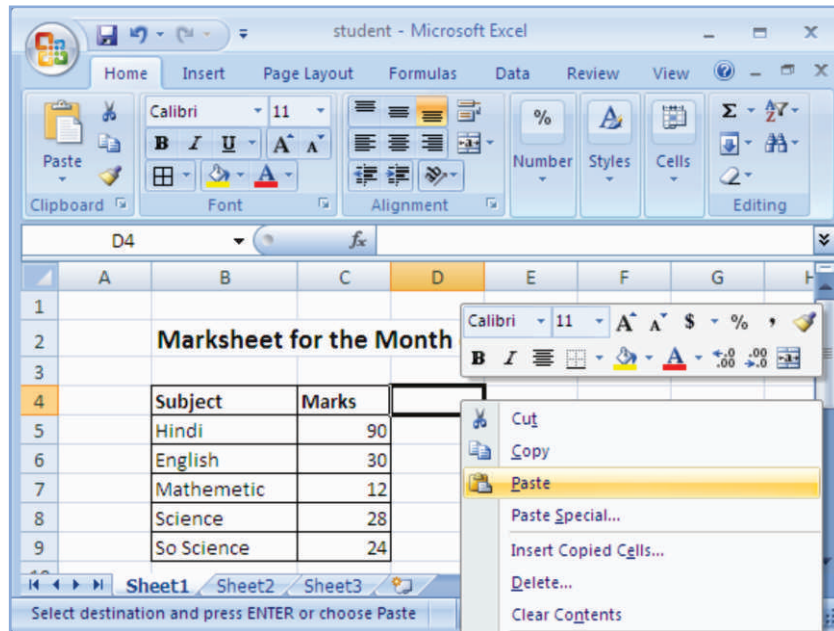 student - Microsoft Excel
Home Insert Page Layout Formulas Data Review View
Calibri 11
B I U A A
Paste % Number Styles Cells Σ
A
Clipboard Font Alignment Editing
D4 fx
A B C D E F G H
1
2 Marksheet for the Month
3
4 Subject Marks
5 Hindi 90
6 English 30
7 Mathemetic 12
8 Science 28
9 So Science 24
Calibri 11 A A $ % ,
B I A .00 .0 .00 .0
Cut
Copy
Paste
Paste Special...
Insert Copied Cells...
Delete...
Clear Contents
Sheet1 Sheet2 Sheet3
Select destination and press ENTER or choose Paste